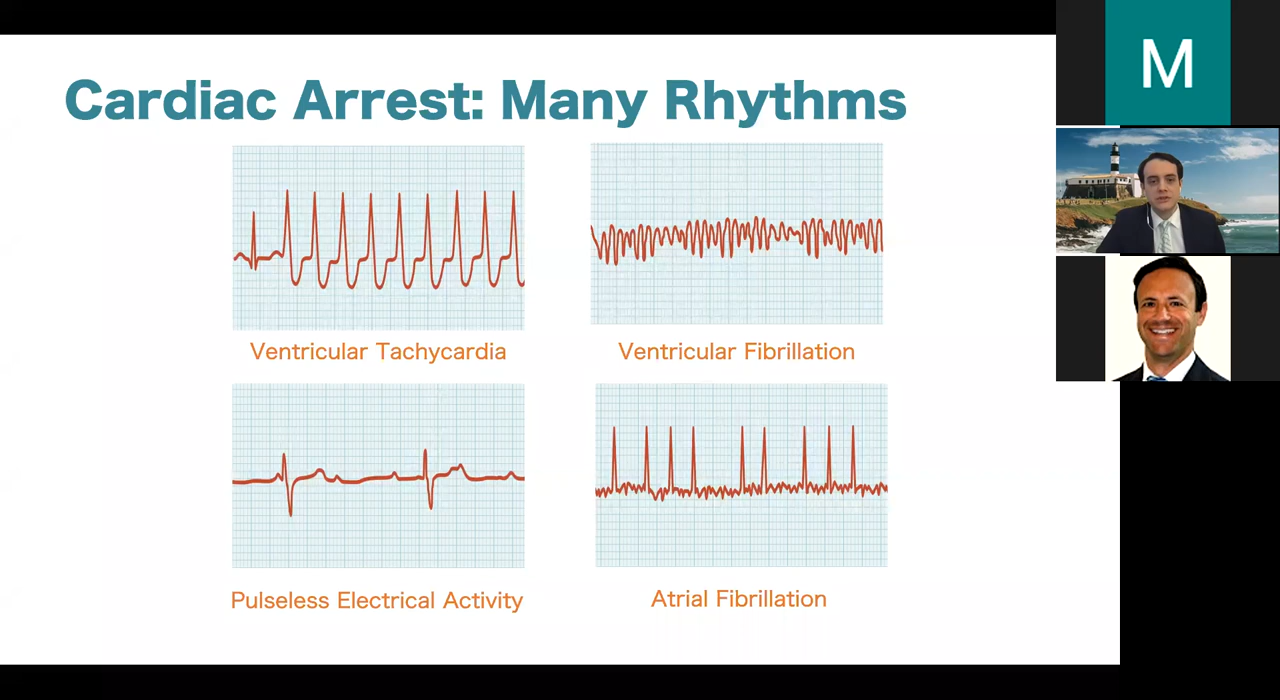 Cardiac Arrest: Many Rhythms
M
Ventricular Tachycardia
Ventricular Fibrillation
Pulseless Electrical Activity
Atrial Fibrillation